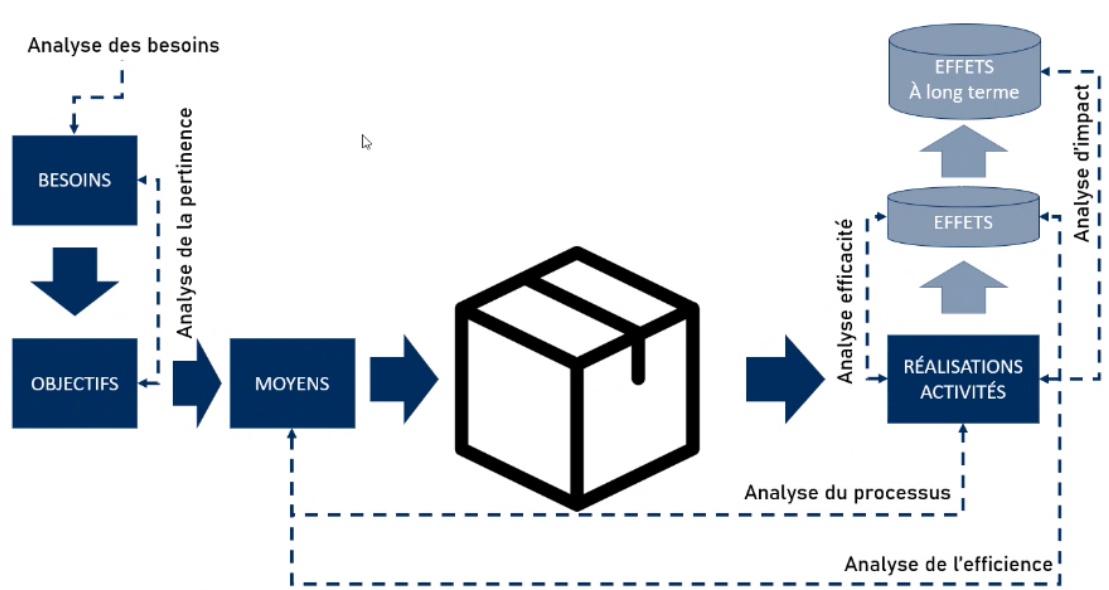 Analyse des besoins
BESOINS
Analyse de la pertinence
OBJECTIFS
MOYENS
EFFETS
À long terme
Analyse d'impact
EFFETS
Analyse efficacité
RÉALISATIONS
ACTIVITÉS
Analyse du processus
Analyse de l'efficience